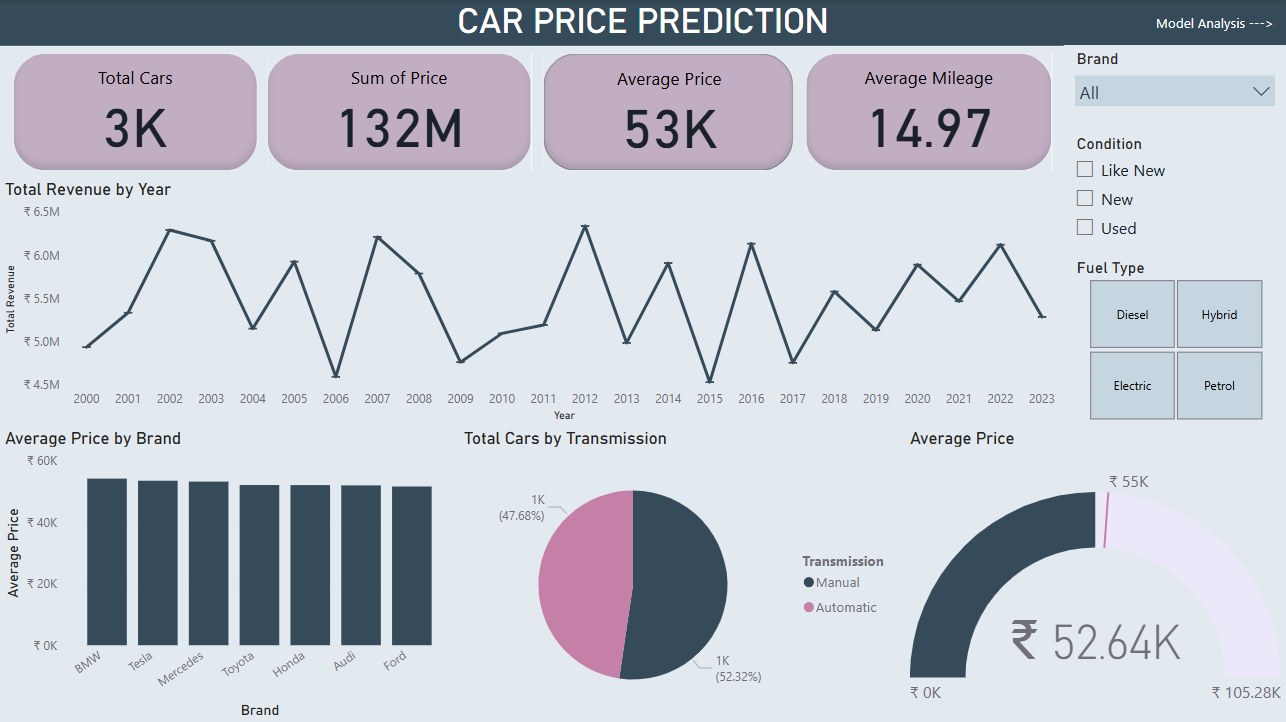 CAR PRICE PREDICTION
Model Analysis --->
Total Cars
3K
Sum of Price
132M
Average Price
53K
Average Mileage
14.97
Brand
All
Condition
Like New
New
Used
Fuel Type
Diesel
Hybrid
Electric
Petrol
Total Revenue by Year
Total Revenue
₹ 6.5M
₹ 6.0M
₹ 5.5M
₹ 5.0M
₹ 4.5M
2000 2001 2002 2003 2004 2005 2006 2007 2008 2009 2010 2011 2012 2013 2014 2015 2016 2017 2018 2019 2020 2021 2022 2023
Year
Average Price by Brand
Average Price
₹ 60K
₹ 40K
₹ 20K
₹ 0K
BMW Tesla Mercedes Toyota Honda Audi Ford
Brand
Total Cars by Transmission
1K
(47.68%)
1K
(52.32%)
Transmission
Manual
Automatic
Average Price
₹ 55K
₹ 52.64K
₹ 0K
₹ 105.28K